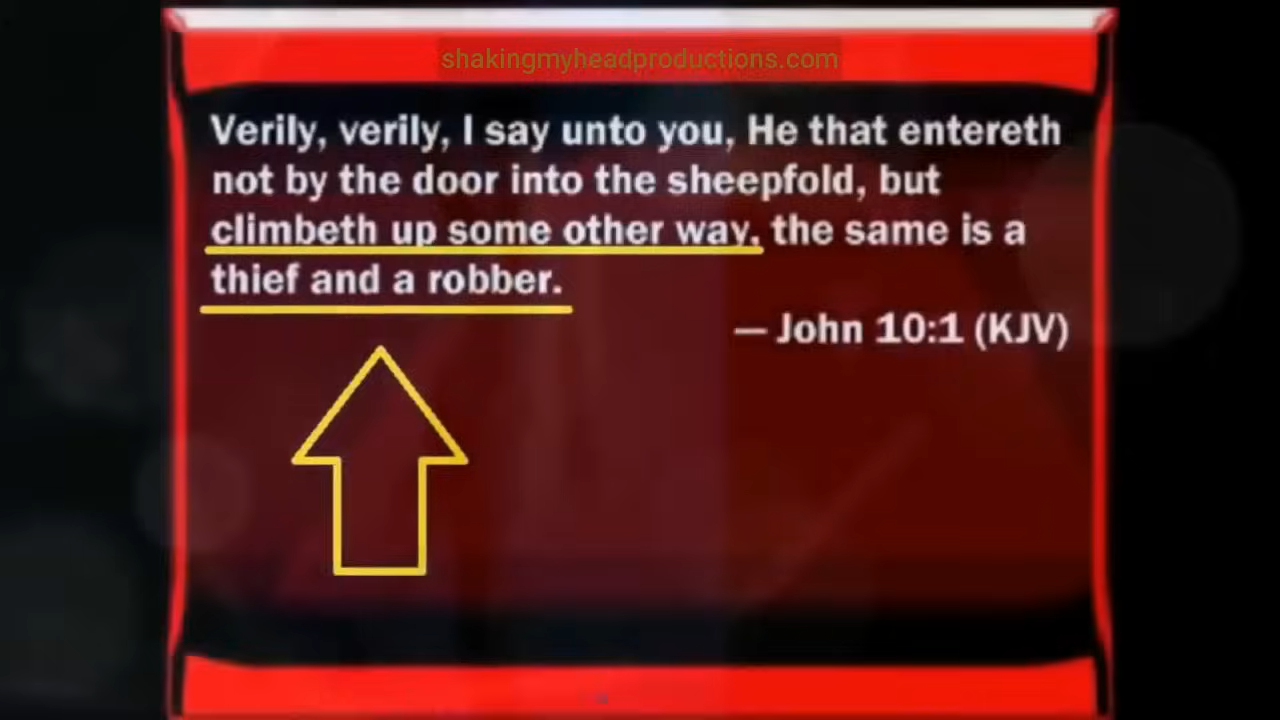 shakingmyheadproductions.com
Verily, verily, I say unto you, He that entereth
not by the door into the sheepfold, but
climbeth up some other way, the same is a
thief and a robber.
— John 10:1 (KJV)